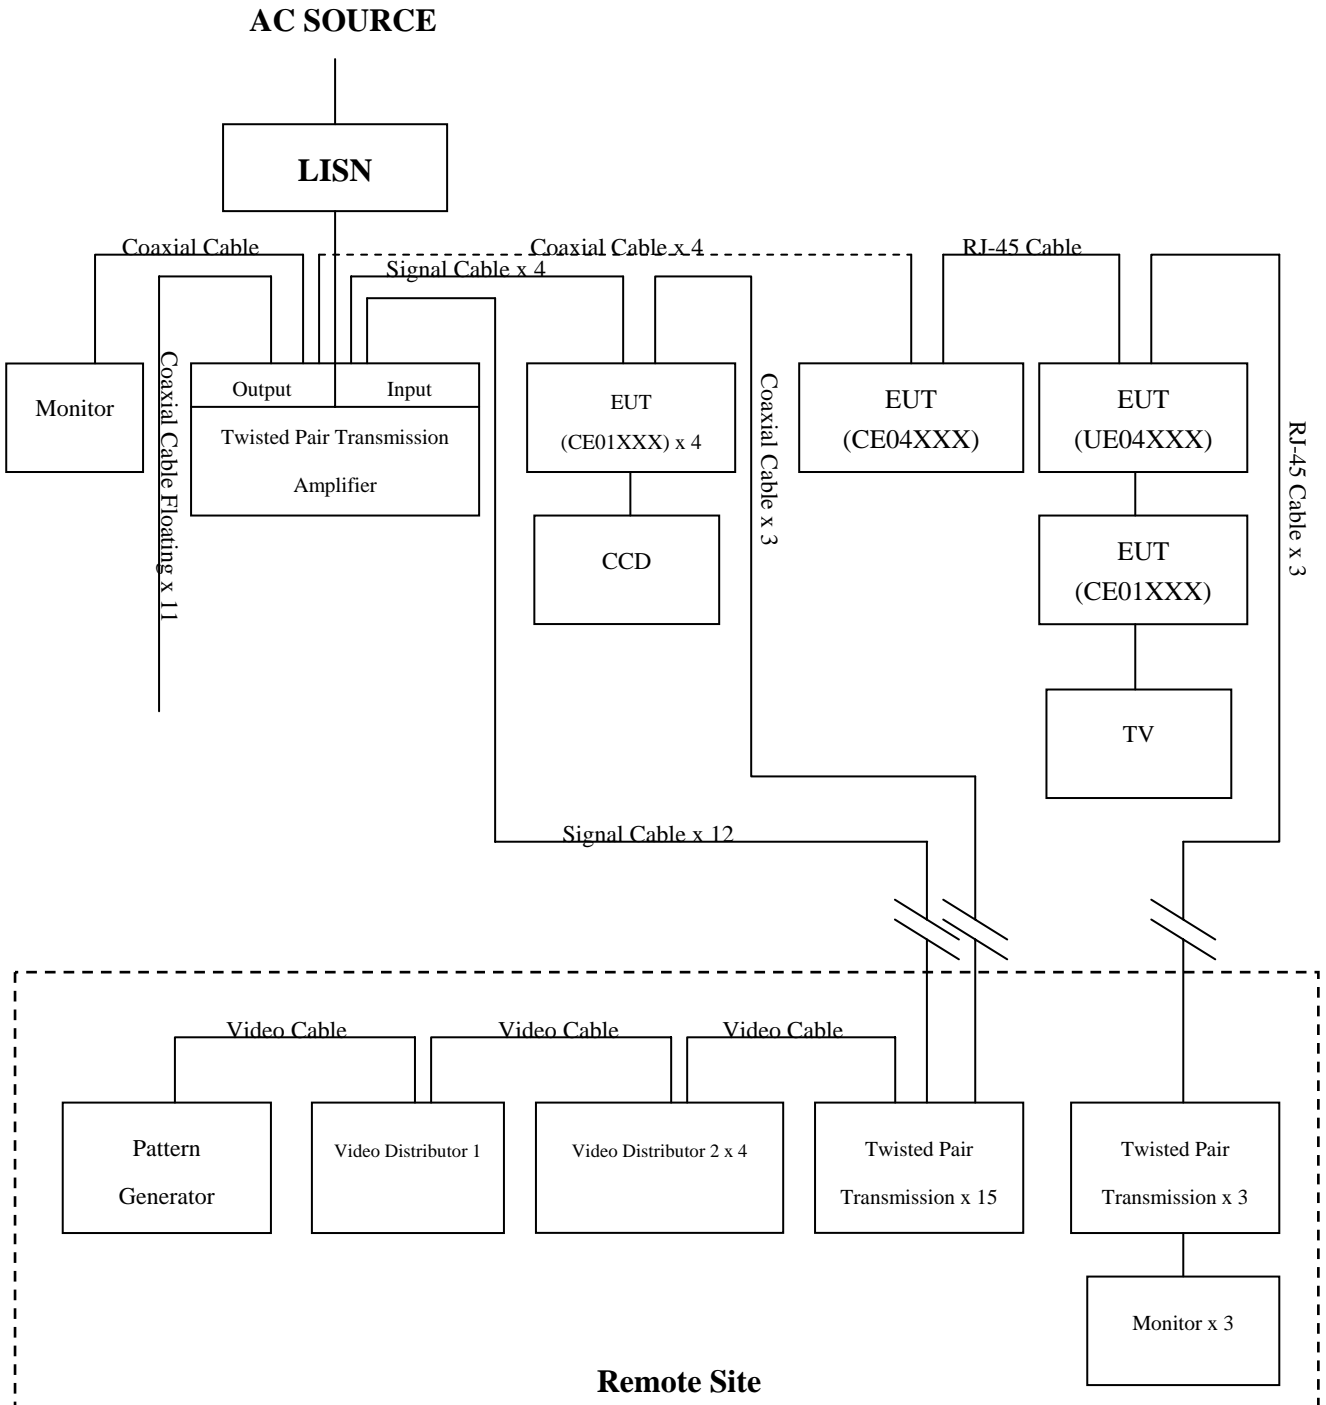 AC SOURCE
LISN
Coaxial Cable
Coaxial Cable x 4
RJ-45 Cable
Signal Cable x 4
Monitor
Coaxial Cable Floating x 11
Output
Input
Twisted Pair Transmission
Amplifier
EUT
(CE01XXX) x 4
CCD
Coaxial Cable x 3
EUT
(CE04XXX)
EUT
(UE04XXX)
EUT
(CE01XXX)
TV
RJ-45 Cable x 3
Signal Cable x 12
Video Cable
Video Cable
Video Cable
Pattern
Generator
Video Distributor 1
Video Distributor 2 x 4
Twisted Pair
Transmission x 15
Twisted Pair
Transmission x 3
Monitor x 3
Remote Site